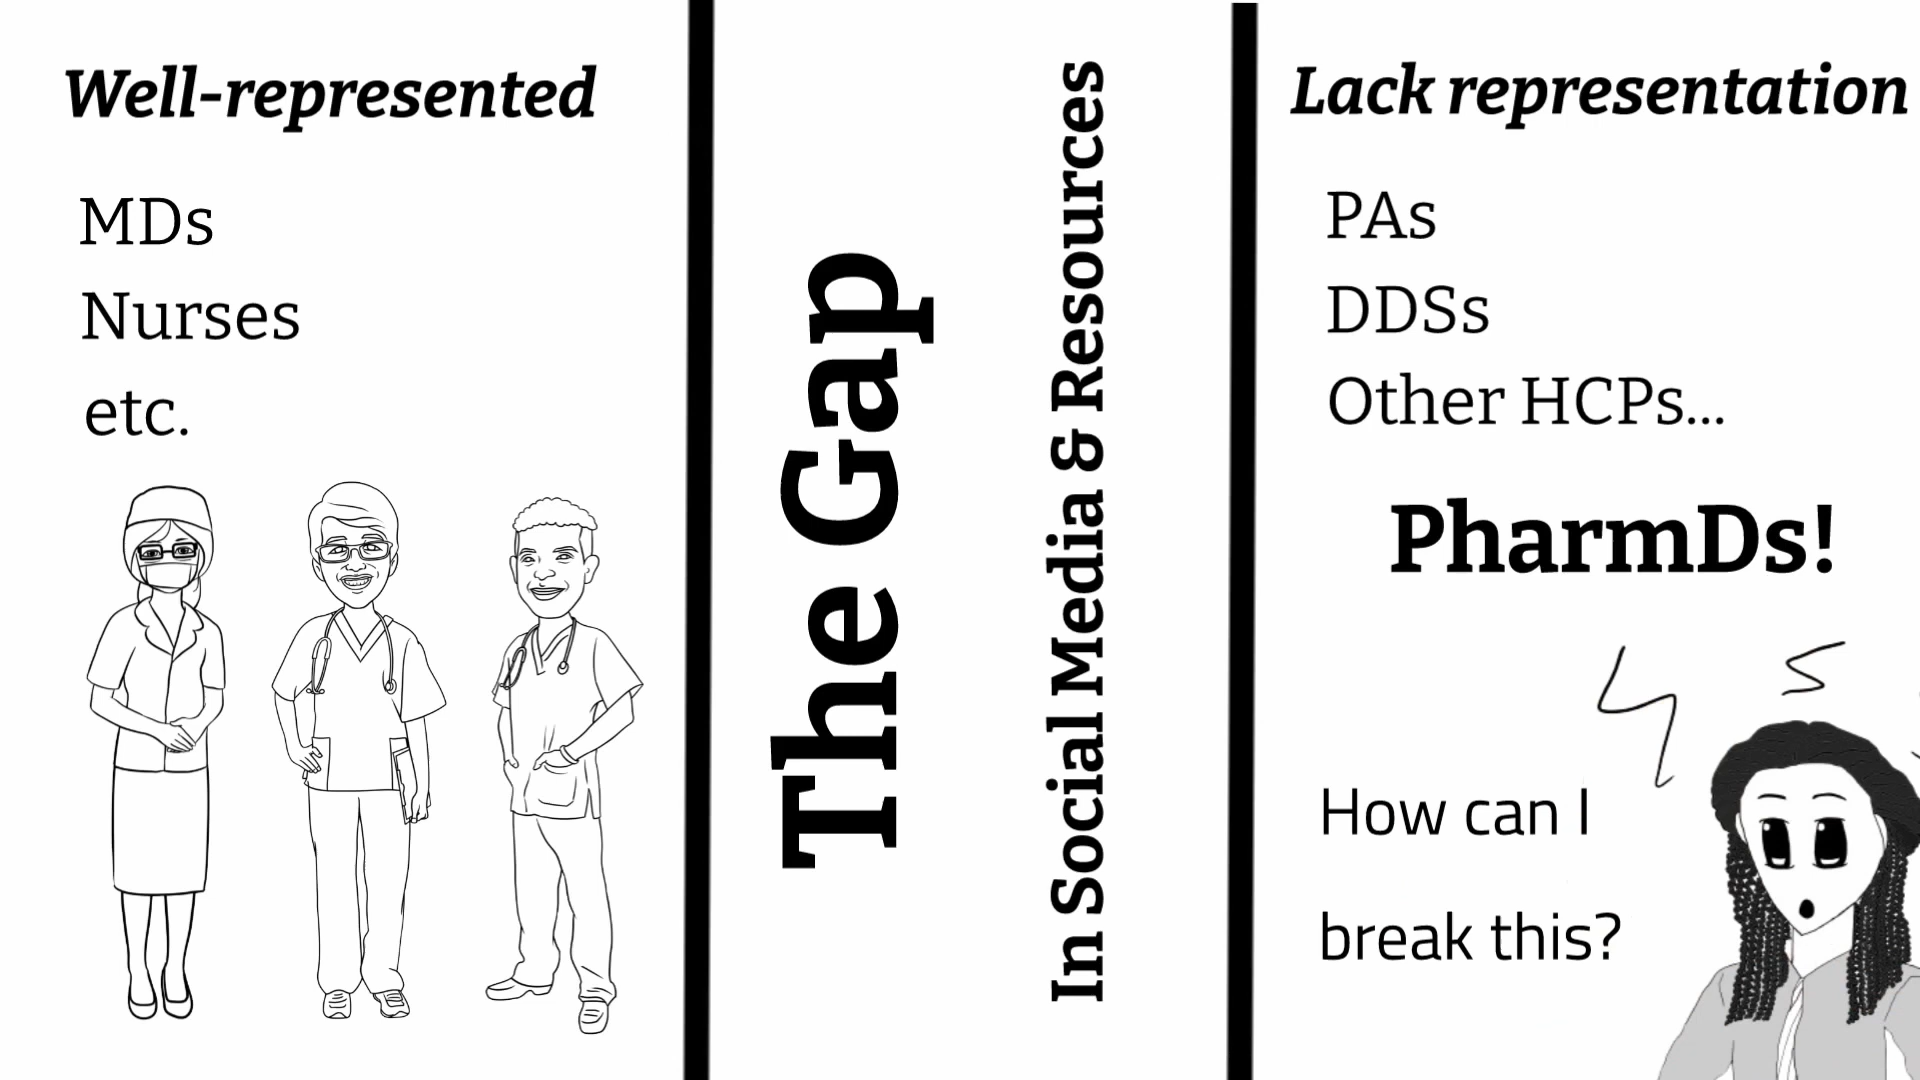 Well-represented
MDs
Nurses
etc.
The Gap
In Social Media & Resources
Lack representation
PAs
DDSs
Other HCPs...
PharmDs!
How can I
break this?